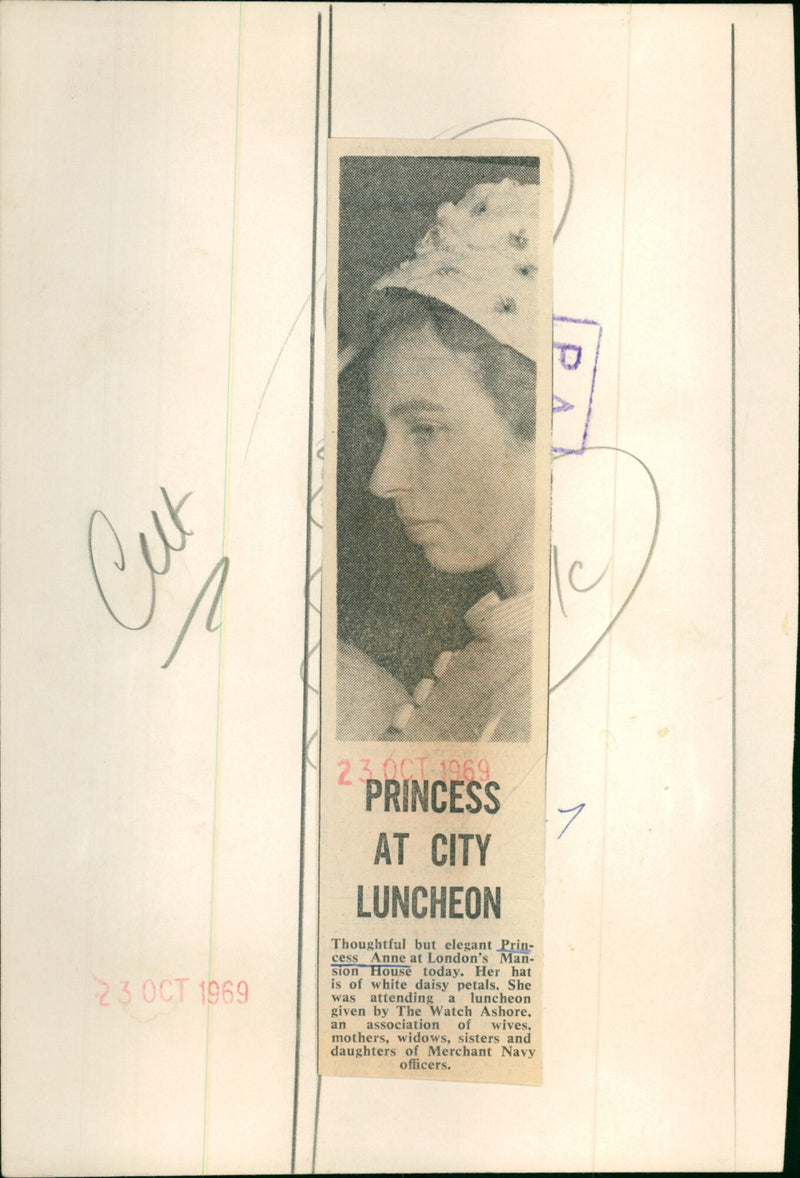 PA
Cut
1c
23 OCT 1969
PRINCESS
AT CITY
LUNCHEON
Thoughtful but elegant Prin-
cess Anne at London's Man-
sion House today. Her hat
is of white daisy petals. She
was attending a luncheon
given by The Watch Ashore,
an association of wives,
mothers, widows, sisters and
daughters of Merchant Navy
officers.
23 OCT 1969